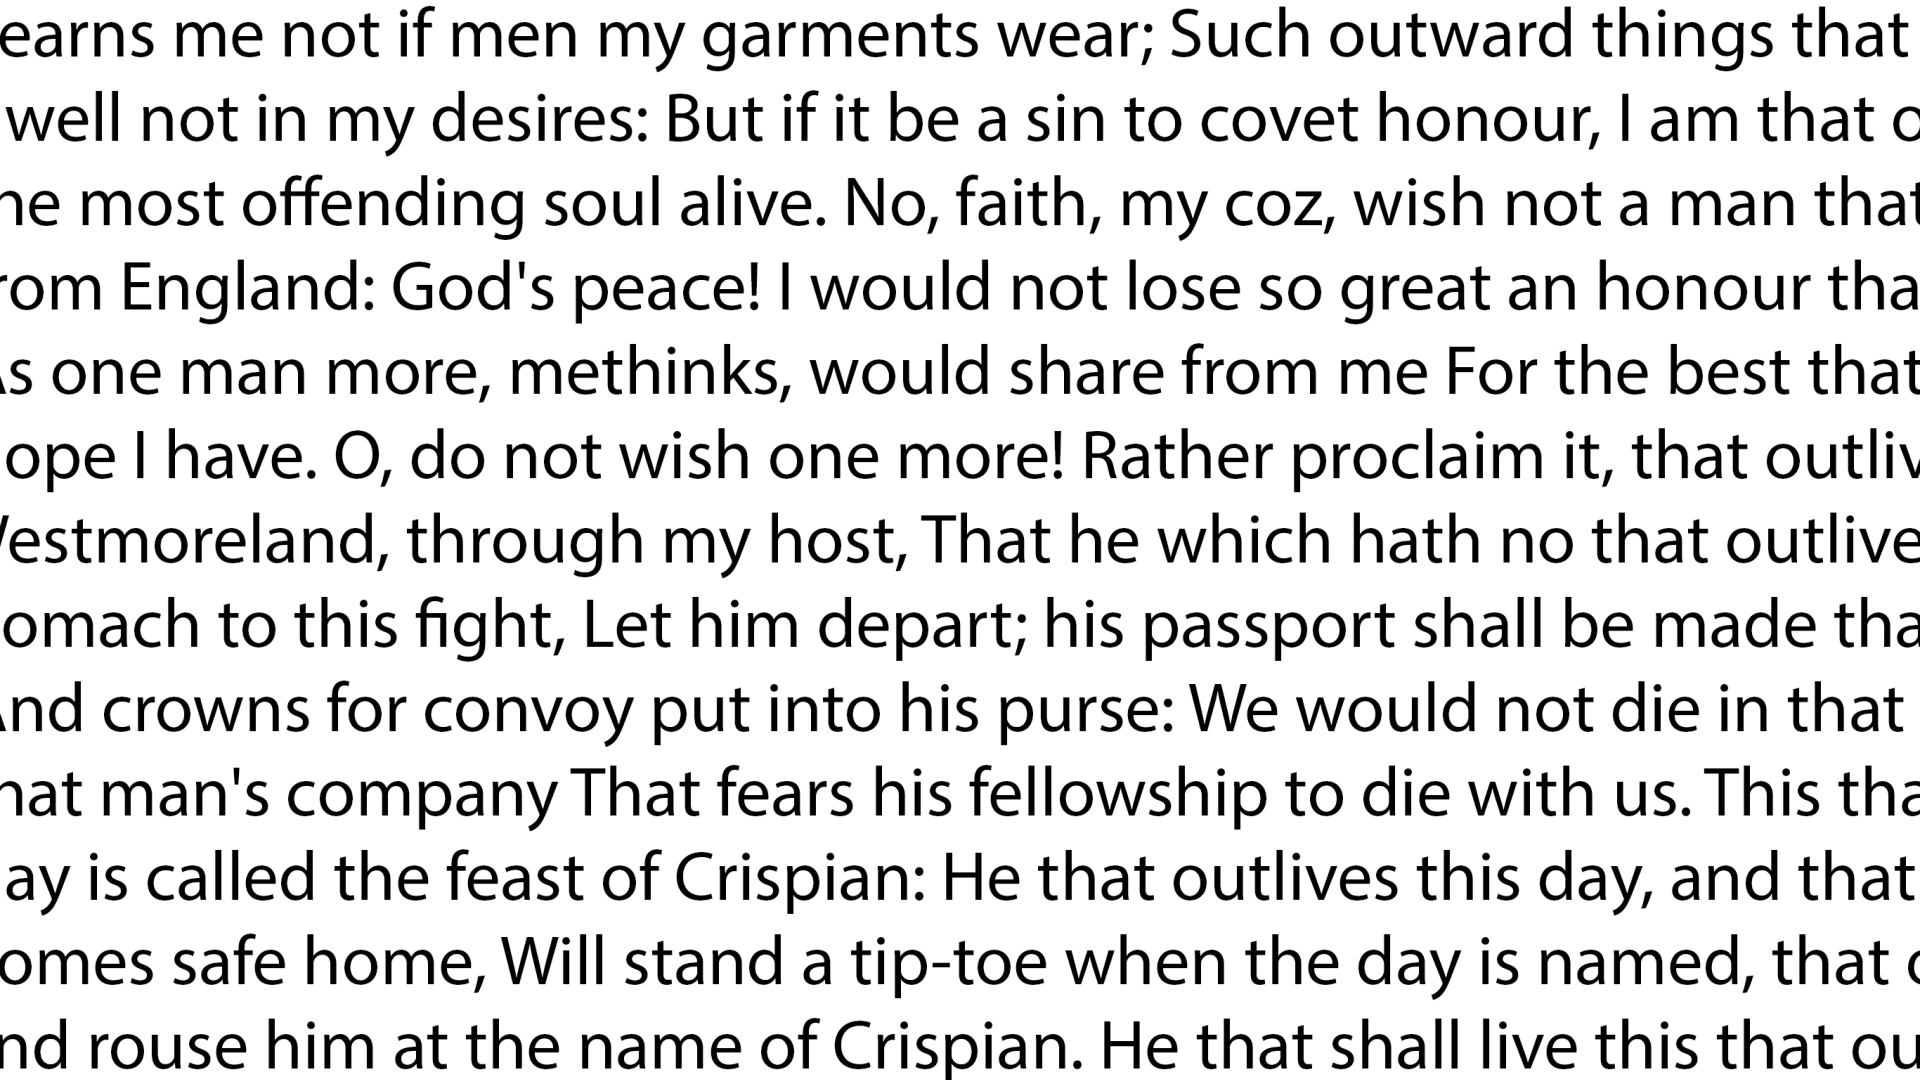 earns me not if men my garments wear; Such outward things that
well not in my desires: But if it be a sin to covet honour, I am that o
he most offending soul alive. No, faith, my coz, wish not a man that
rom England: God's peace! I would not lose so great an honour tha
As one man more, methinks, would share from me For the best that
ope I have. O, do not wish one more! Rather proclaim it, that outliv
Westmoreland, through my host, That he which hath no that outlive
omach to this fight, Let him depart; his passport shall be made tha
And crowns for convoy put into his purse: We would not die in that
hat man's company That fears his fellowship to die with us. This tha
ay is called the feast of Crispian: He that outlives this day, and that
omes safe home, Will stand a tip-toe when the day is named, that o
nd rouse him at the name of Crispian. He that shall live this that ou